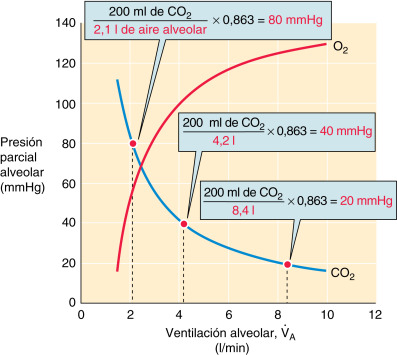 200 ml de CO₂
2,1 l de aire alveolar
×0,863 = 80 mmHg
200 ml de CO₂
4,2 l
×0,863 = 40 mmHg
200 ml de CO₂
8,4 l
×0,863 = 20 mmHg
O₂
CO₂
Presión
parcial
alveolar
(mmHg)
140
120
100
80
60
40
20
0
0 2 4 6 8 10 12
Ventilación alveolar, V̇A
(l/min)